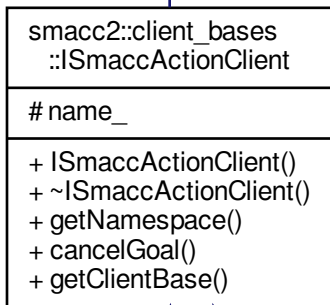 smacc2::client_bases
::ISmaccActionClient
# name_
+ ISmaccActionClient()
+ ~ISmaccActionClient()
+ getNamespace()
+ cancelGoal()
+ getClientBase()